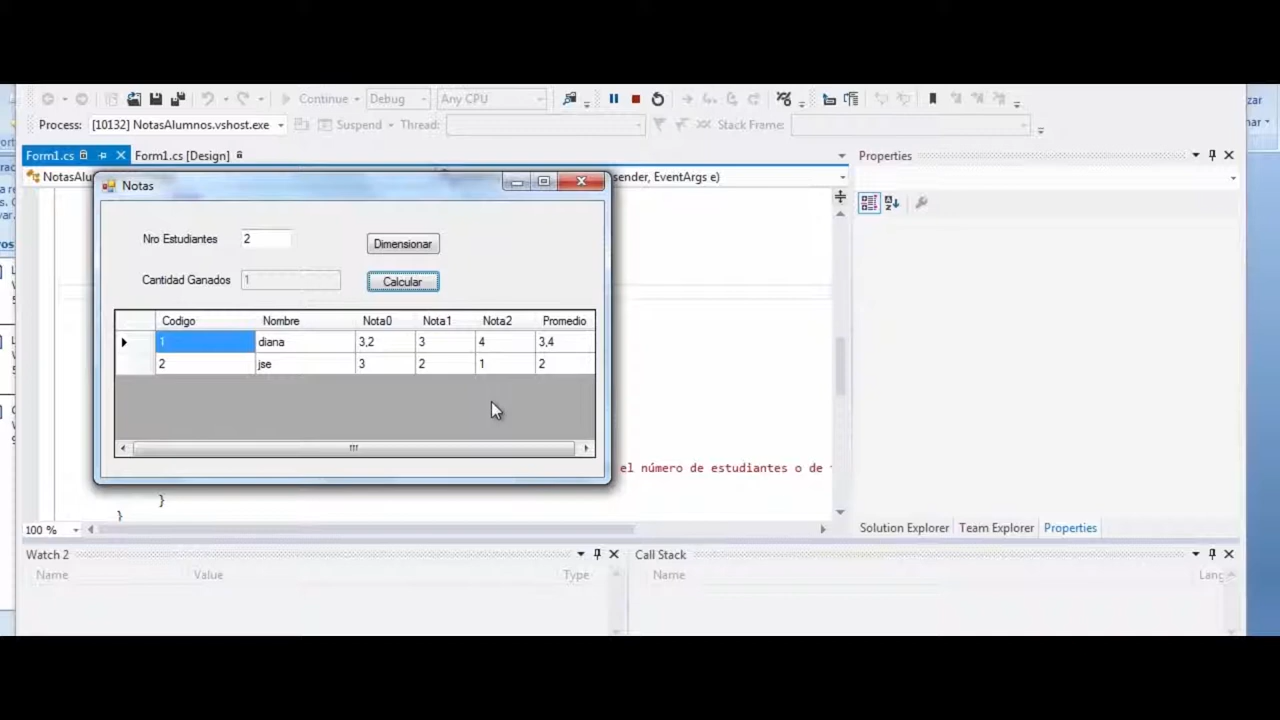 Continue
Debug
Any CPU
zar
Process: [10132] NotasAlumnos.vshost.exe
Suspend
Thread:
Stack Frame:
Form1.cs
Form1.cs [Design]
Properties
NotasAlu
sender, EventArgs e)
Notas
Nro Estudiantes 2
Dimensionar
Cantidad Ganados 1
Calcular
Codigo Nombre Nota0 Nota1 Nota2 Promedio
1 diana 3,2 3 4 3,4
2 jse 3 2 1 2
el número de estudiantes o de
}
}
100 %
Solution Explorer Team Explorer Properties
Watch 2
Call Stack
Name Value Type
Name Lang